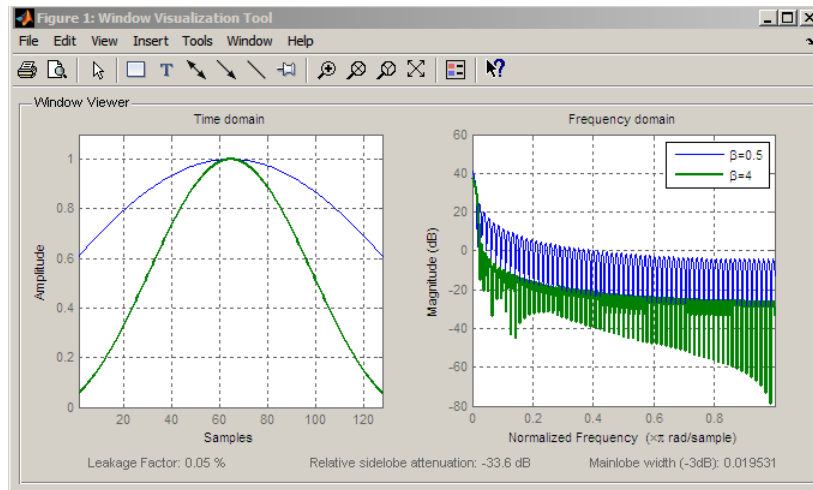 Figure 1: Window Visualization Tool
File Edit View Insert Tools Window Help
T
Window Viewer
Time domain
Frequency domain
1
0.8
0.6
0.4
0.2
0
20
40
60
80
100
120
Amplitude
Samples
60
40
20
0
-20
-40
-60
-80
0
0.2
0.4
0.6
0.8
Magnitude (dB)
Normalized Frequency (×π rad/sample)
β=0.5
β=4
Leakage Factor: 0.05 %
Relative sidelobe attenuation: -33.6 dB
Mainlobe width (-3dB): 0.019531